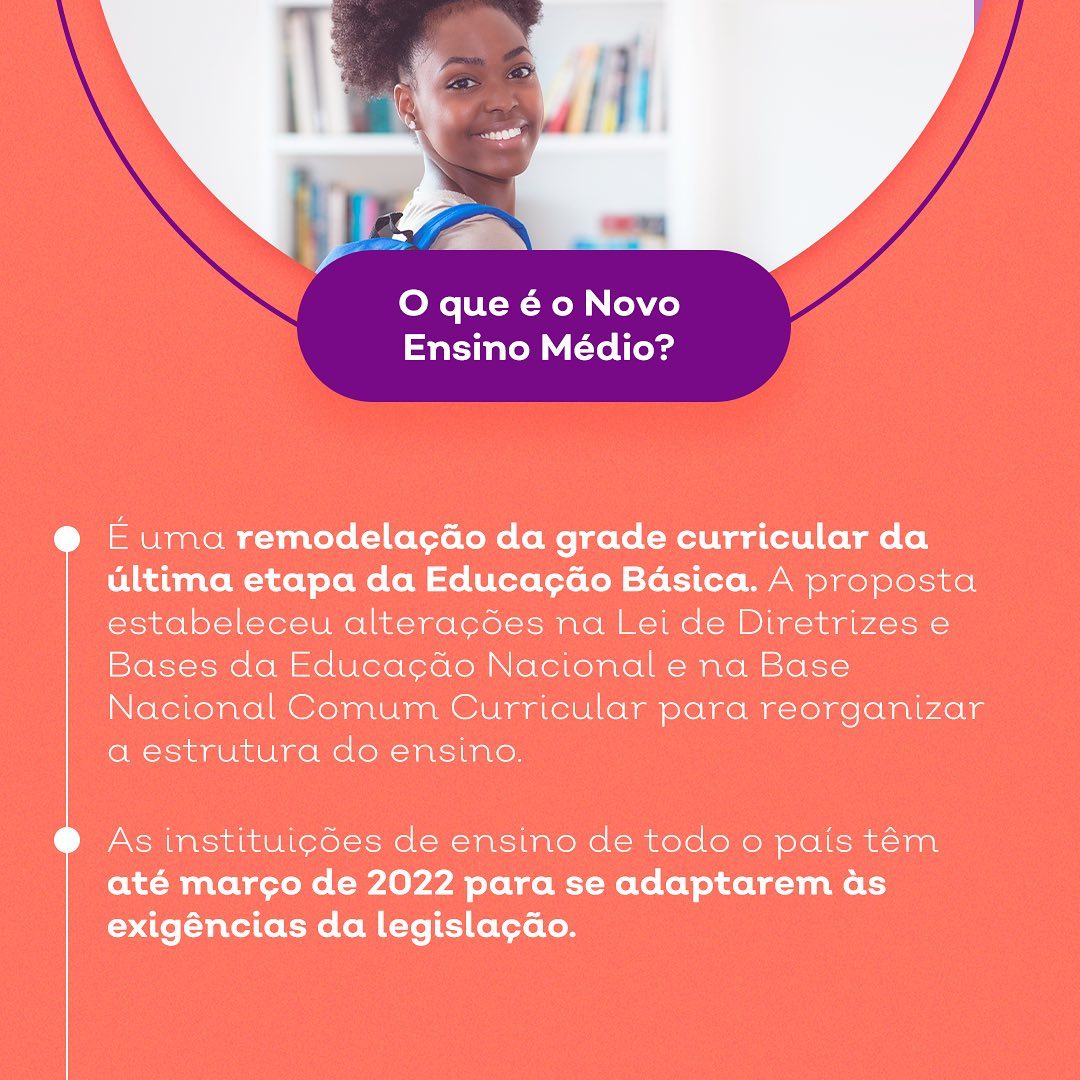 O que é o Novo
Ensino Médio?
É uma remodelação da grade curricular da
última etapa da Educação Básica. A proposta
estabeleceu alterações na Lei de Diretrizes e
Bases da Educação Nacional e na Base
Nacional Comum Curricular para reorganizar
a estrutura do ensino.
As instituições de ensino de todo o país têm
até março de 2022 para se adaptarem às
exigências da legislação.